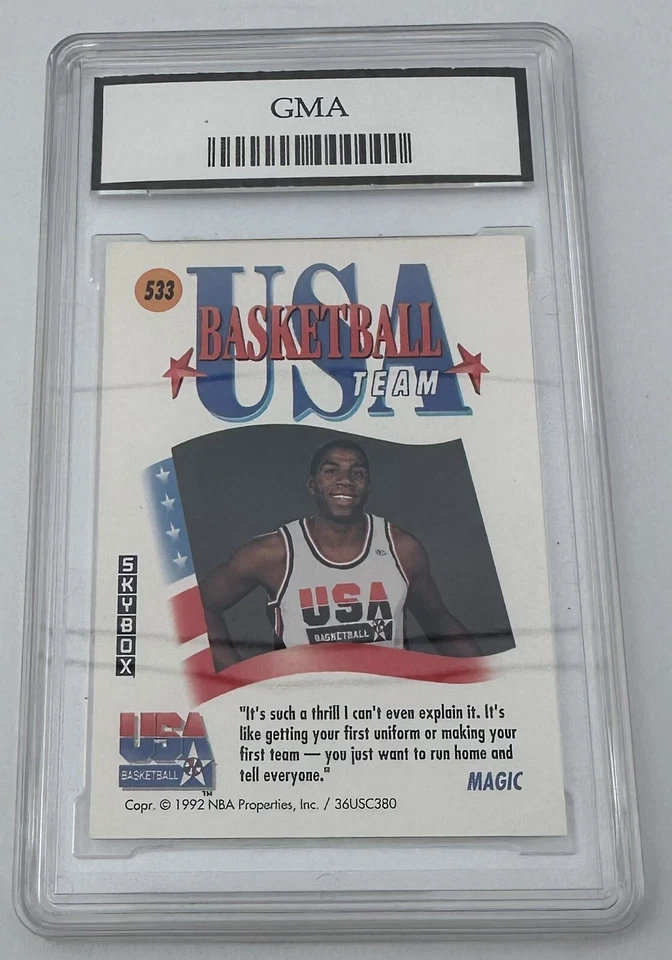 GMA
533
USA
BASKETBALL
TEAM
USA
BASKETBALL
SKYBOX
USA
BASKETBALL
TM
"It's such a thrill I can't even explain it. It's
like getting your first uniform or making your
first team — you just want to run home and
tell everyone."
MAGIC
Copr. © 1992 NBA Properties, Inc. / 36USC380